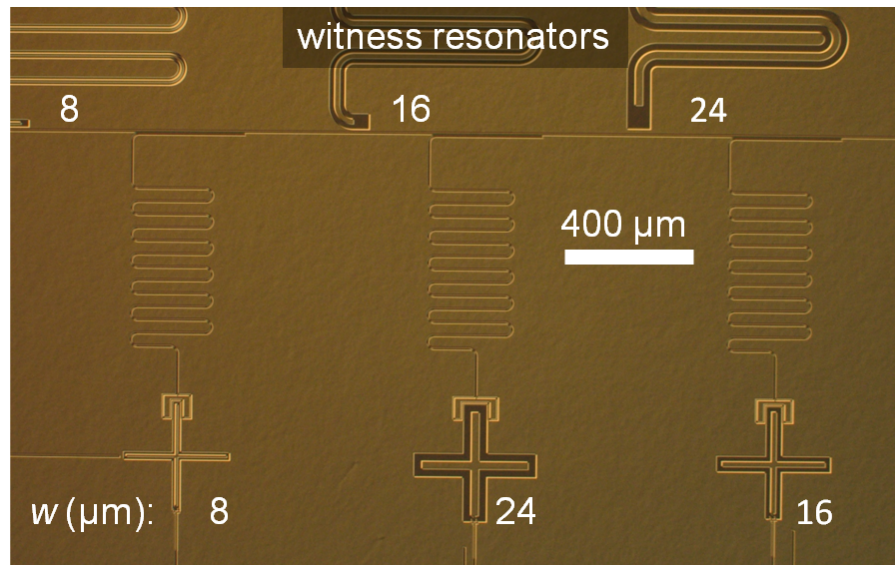 witness resonators
8 16 24
400 μm
w (μm): 8 24 16